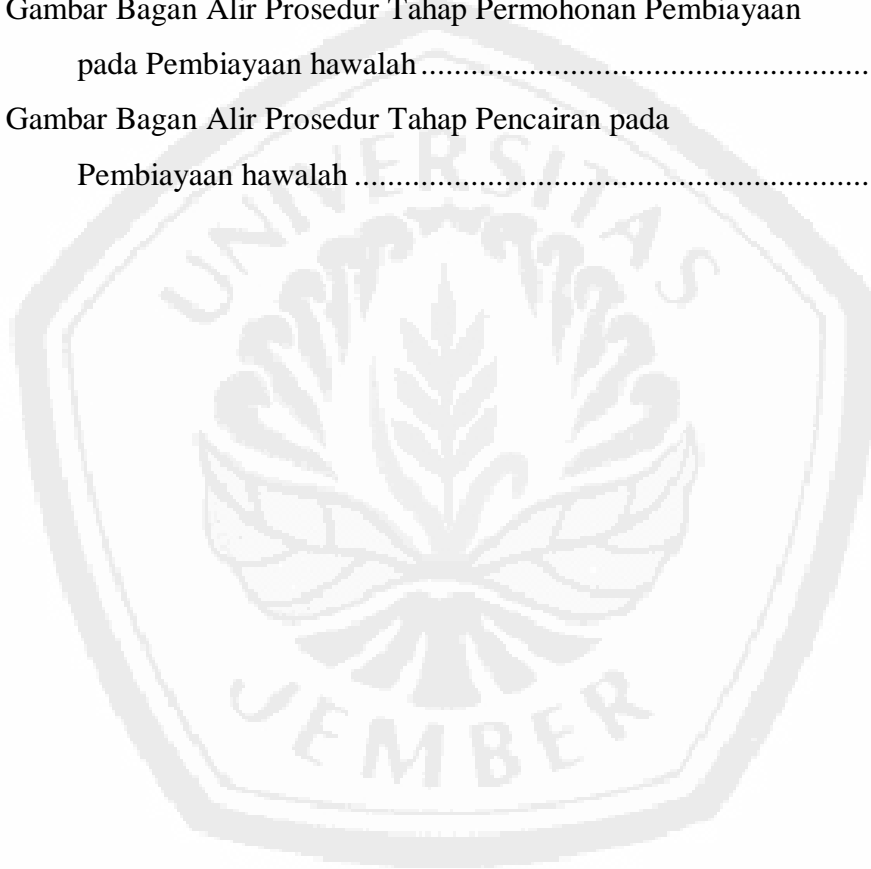 Gambar Bagan Alir Prosedur Tahap Permohonan Pembiayaan
pada Pembiayaan hawalah.......................................................
Gambar Bagan Alir Prosedur Tahap Pencairan pada
Pembiayaan hawalah ...............................................................
UNIVERSITAS
JEMBER